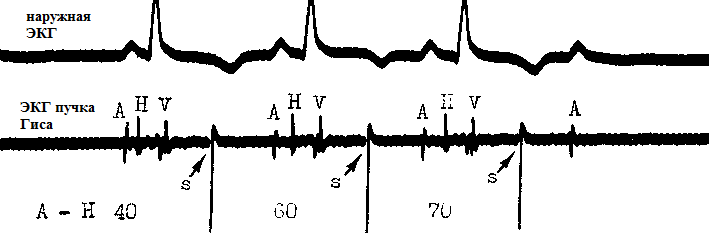 наружная
ЭКГ
ЭКГ пучка
Гиса
A H V A H V A H V A
S S S
A - H 40 60 70